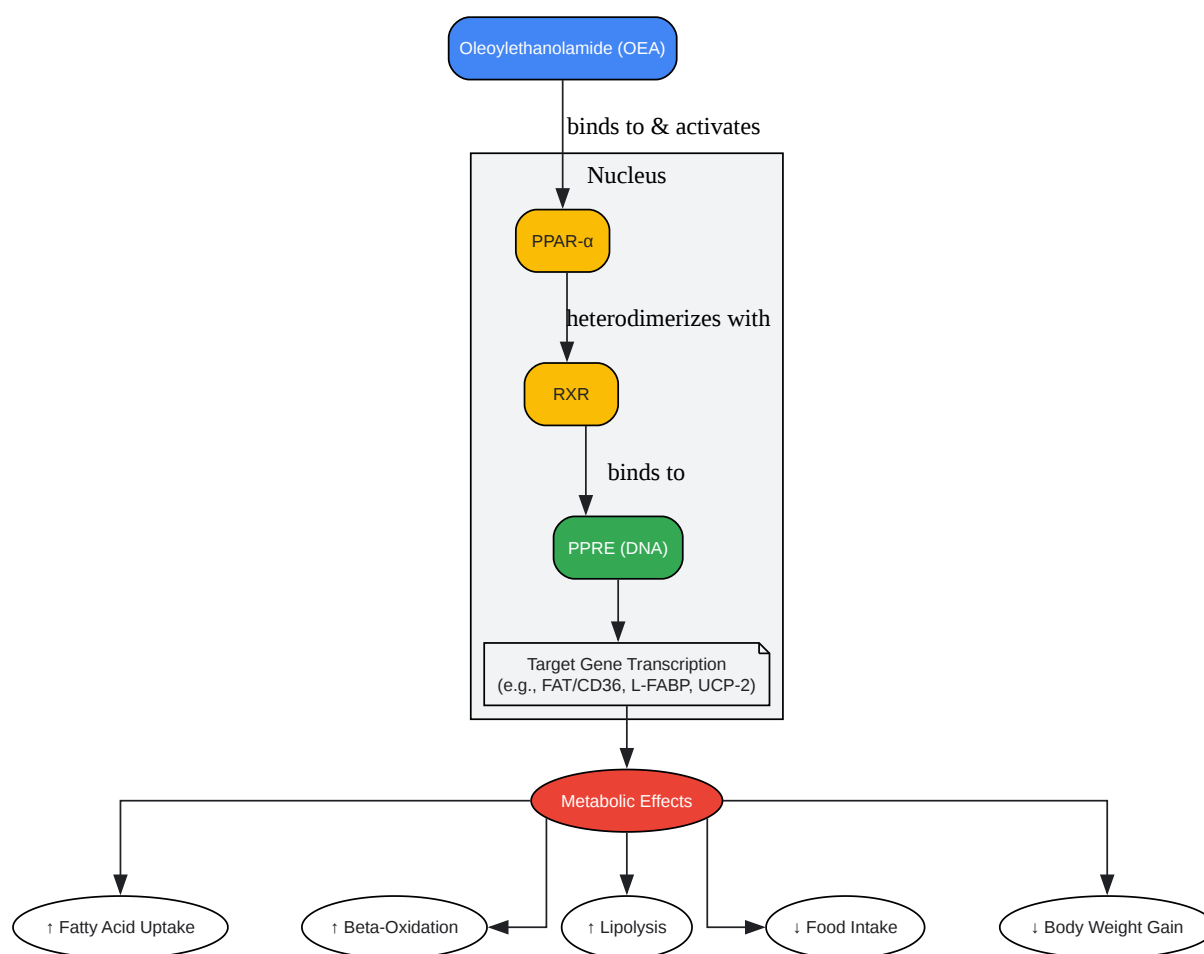 Oleoylethanolamide (OEA)
binds to & activates
Nucleus
PPAR-α
heterodimerizes with
RXR
binds to
PPRE (DNA)
Target Gene Transcription
(e.g., FAT/CD36, L-FABP, UCP-2)
Metabolic Effects
↑ Fatty Acid Uptake
↑ Beta-Oxidation
↑ Lipolysis
↓ Food Intake
↓ Body Weight Gain